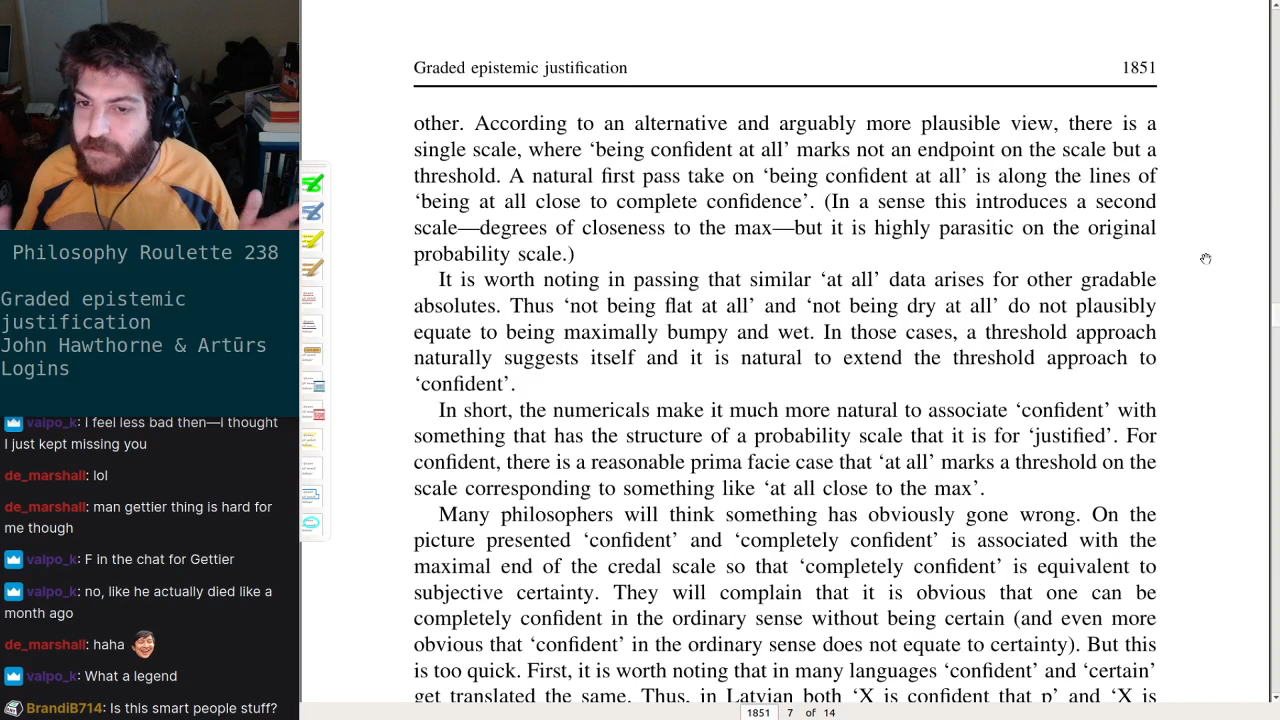 Graded epistemic justification 1851
other. According to an alternative and arguably more plausible view, there is a
single scale, where ‘being confident at all’ marks not an endpoint on the scale but a
threshold. A natural first pass take on ‘being confident at all’ is along the lines of
‘being at all close to complete confidence’. (In a sense this introduces a second
scale—degrees of closeness to the max—but it is highly parasitic on the original
probability scale.)
It is worth noting in passing that similar ‘at all’ data arises for other gradable
absolutes. Thus ‘not being flat at all’ and ‘not being dry at all’ do not plausibly
equate to being maximally bumpy and wet. In those cases, a threshold approach
naturally suggests itself and it is natural to extend the threshold approach to
‘confident’.
In short, the numericals make it much more natural to associate ‘confident’ with
something that has the structure of a probability scale that it is for ‘justified’. For
confident, there is reasonable prima facie case that ‘at all’ marks a threshold on the
scale corresponding to something like ‘at all close to the max’
Many philosophers will think something has obviously gone wrong. On the
picture presented ‘confident’ and ‘completely confident’ is associated with the
maximal end of the credal scale so that ‘completely confident’ is equivalent to
subjective certainty. They will complain that it is obvious that one can be
completely confident in the ordinary sense without being certain (and even more
obvious that ‘confident’ in the ordinary sense does not equate to certainty). But this
is too quick. First, it is worth noting that in many languages ‘confident’ and ‘certain’
get translated the same. Thus, in Latvian both ‘X is confident that p’ and ‘X is
Philosophy Roulette 238
Graded epistemic
justification
John Hawthorne & Artūrs
Logins
valpo_k: I feel less bad then—I thought
I just kept missing you
de_marshall: lol
de_marshall: man gettier thing is hard for
me though
valpo_k: F in the chat for Gettier
valpo_k: no, like he actually died like a
month ago
de_marshall: haha
valpo_k: What a legend
BrandiB714: Is this smart people stuff?
1851 7 of 14